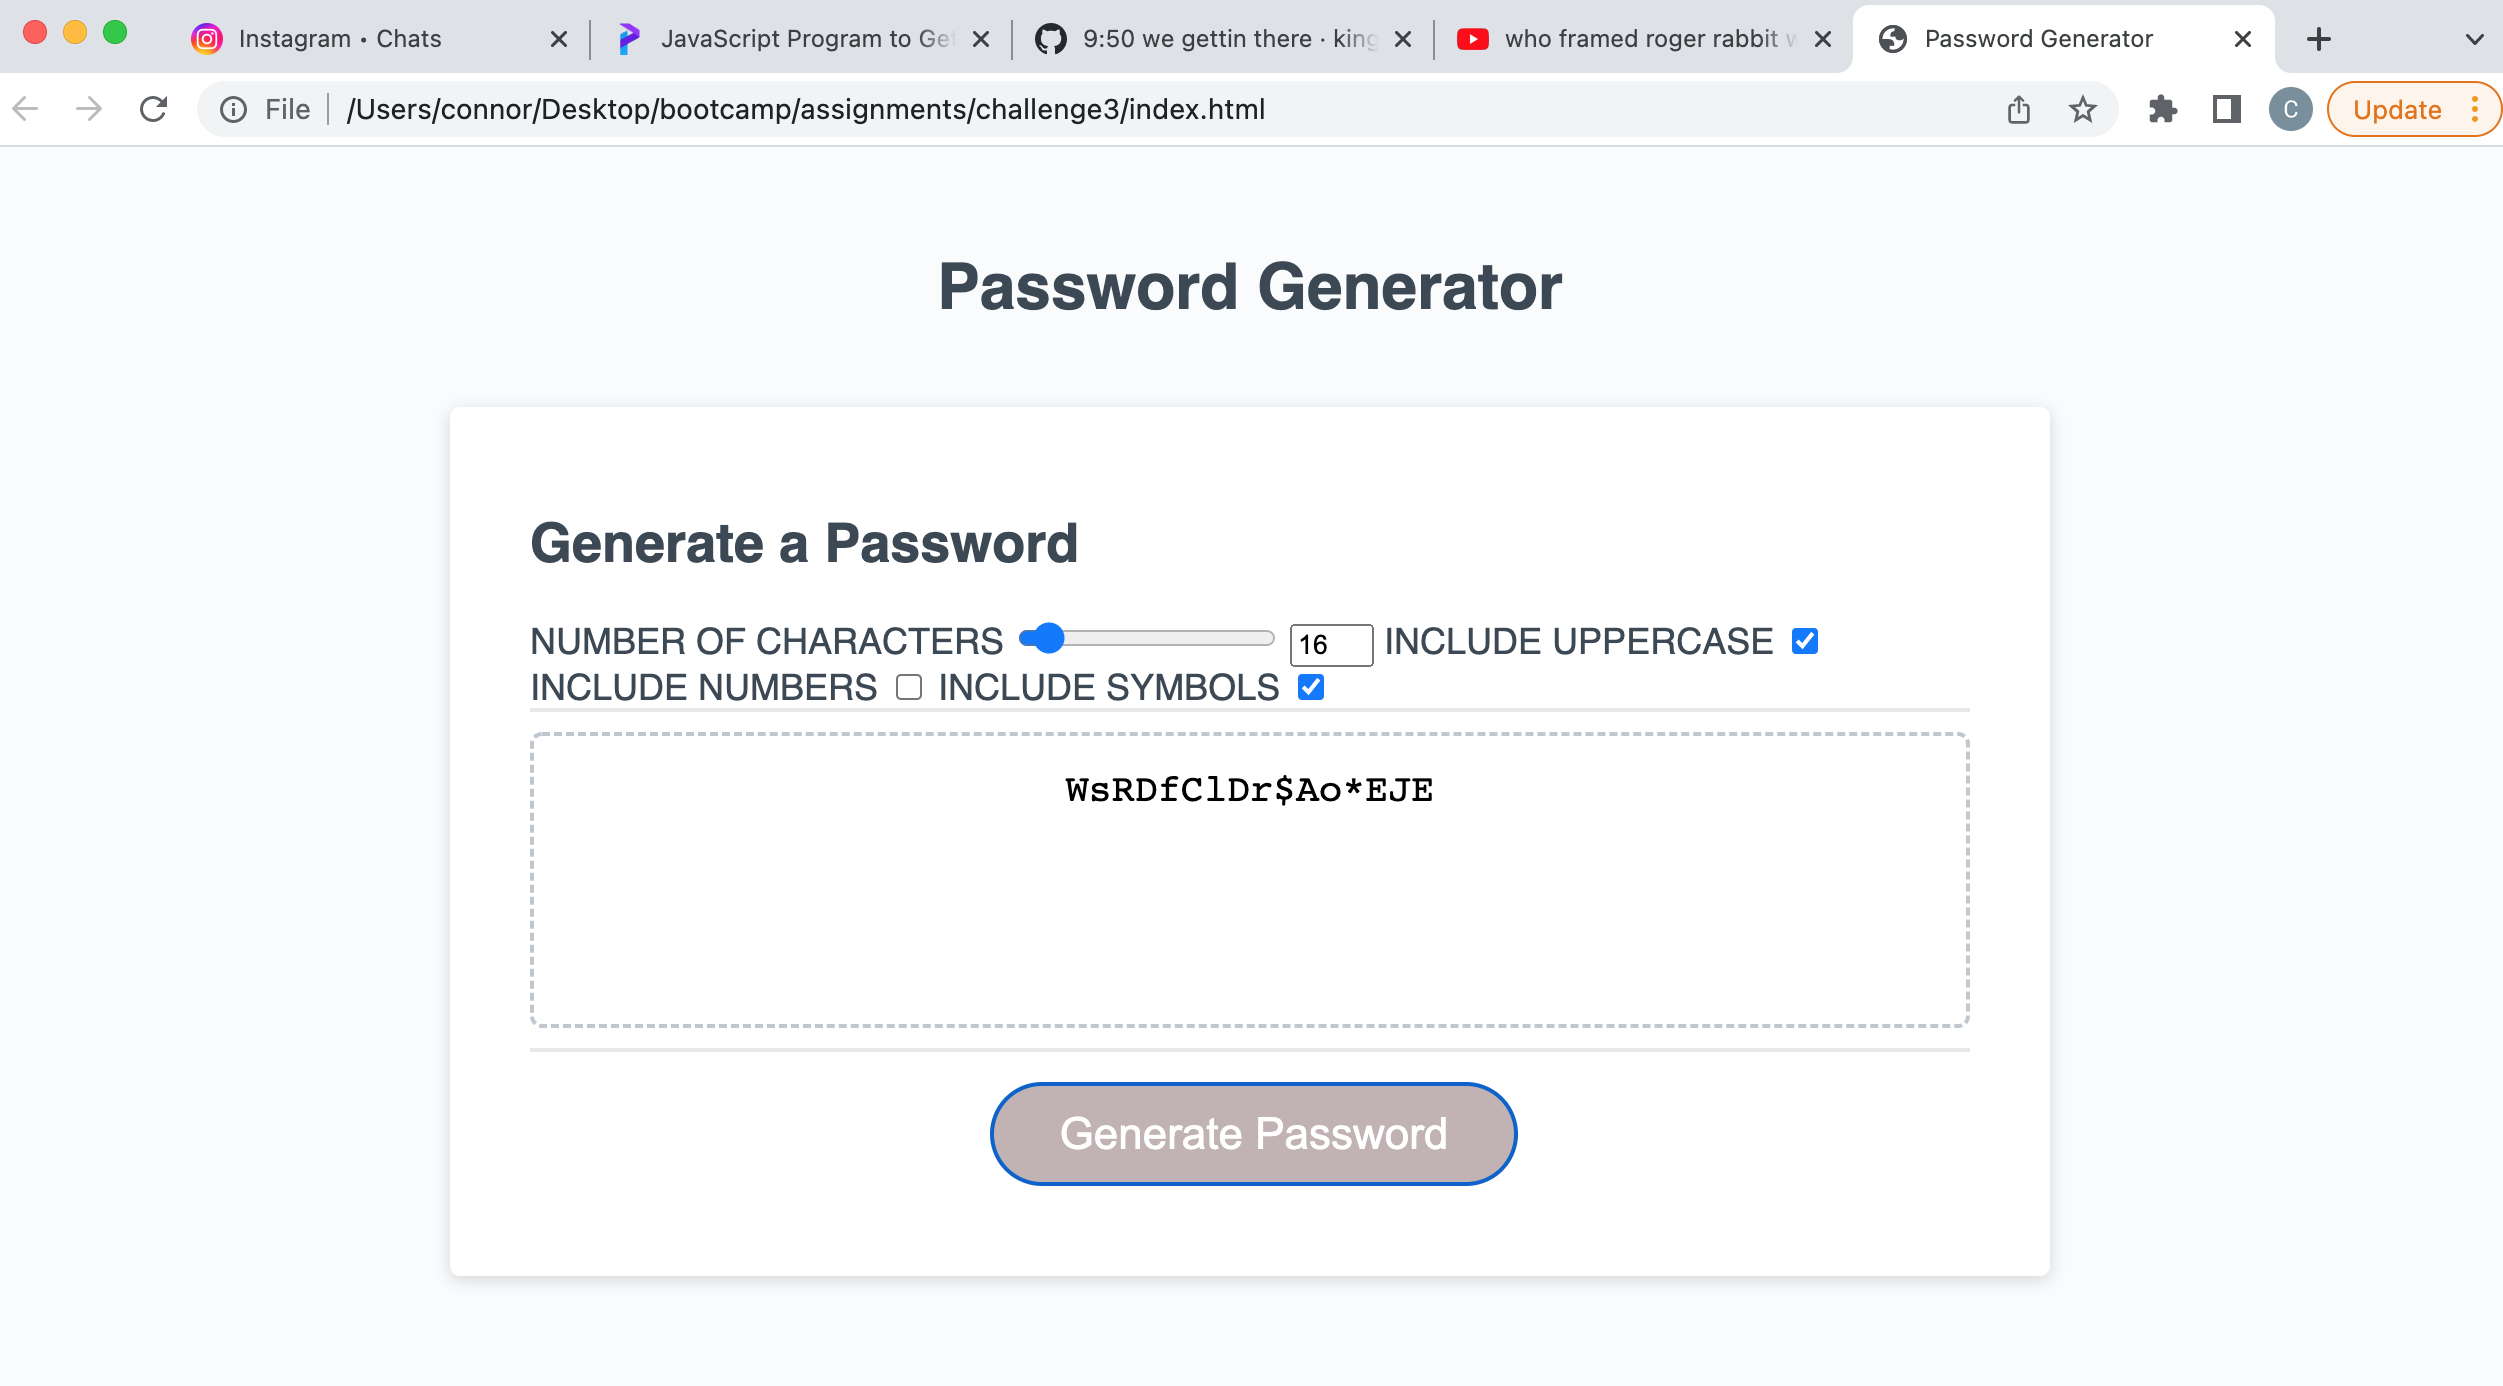 Instagram • Chats
JavaScript Program to Get
9:50 we gettin there · king
who framed roger rabbit w
Password Generator
File
/Users/connor/Desktop/bootcamp/assignments/challenge3/index.html
C
Update
Password Generator
Generate a Password
NUMBER OF CHARACTERS 16 INCLUDE UPPERCASE
INCLUDE NUMBERS INCLUDE SYMBOLS
WsRDfClDr$Ao*EJE
Generate Password